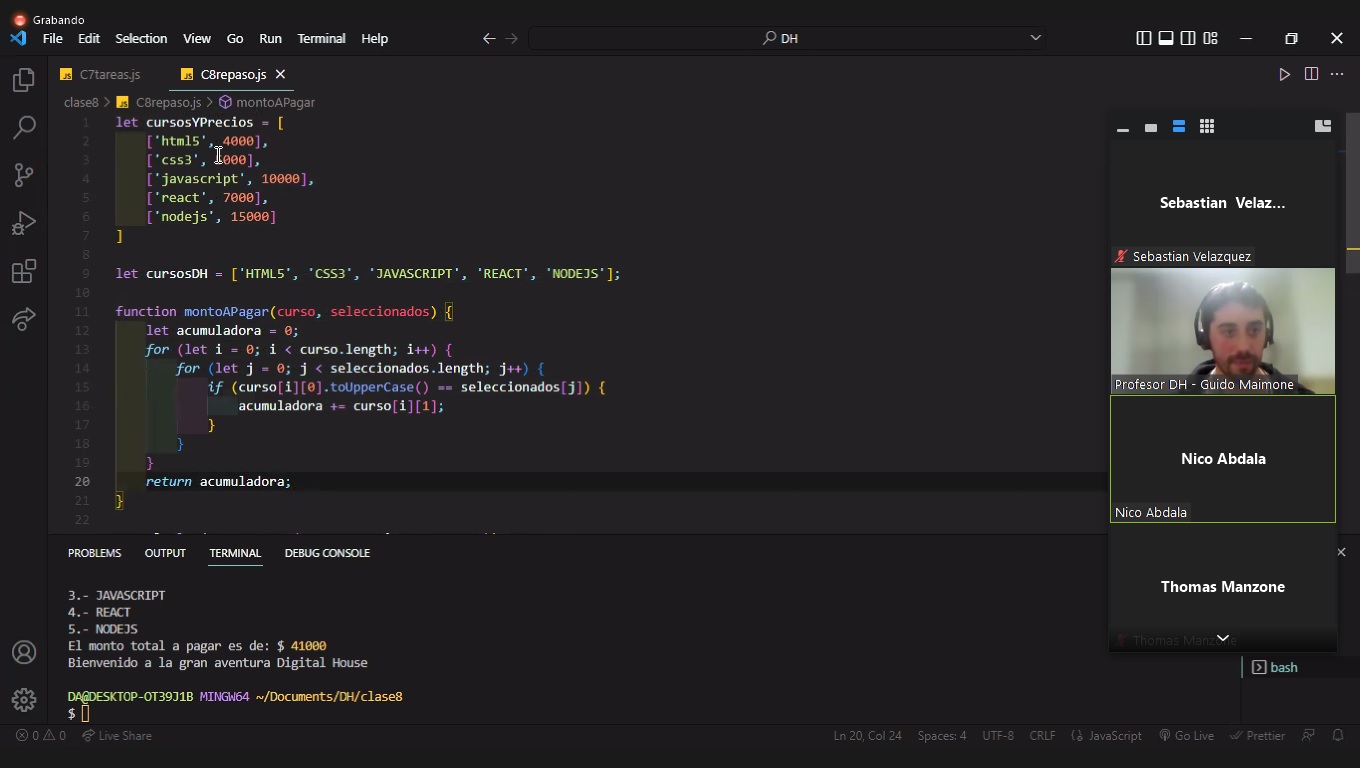 Grabando
File Edit Selection View Go Run Terminal Help
DH
C7tareas.js
C8repaso.js
clase8 > C8repaso.js > montoAPagar
1 let cursosYPrecios = [
2 ['html5', 4000],
3 ['css3', 000],
4 ['javascript', 10000],
5 ['react', 7000],
6 ['nodejs', 15000]
7 ]
8
9 let cursosDH = ['HTML5', 'CSS3', 'JAVASCRIPT', 'REACT', 'NODEJS'];
10
11 function montoAPagar(curso, seleccionados) {
12 let acumuladora = 0;
13 for (let i = 0; i < curso.length; i++) {
14 for (let j = 0; j < seleccionados.length; j++) {
15 if (curso[i][0].toUpperCase() == seleccionados[j]) {
16 acumuladora += curso[i][1];
17 }
18 }
19 }
20 return acumuladora;
21 }
22
Sebastian Velaz...
Sebastian Velazquez
Profesor DH - Guido Maimone
Nico Abdala
Nico Abdala
Thomas Manzone
Thomas Manzone
PROBLEMS OUTPUT TERMINAL DEBUG CONSOLE
3.- JAVASCRIPT
4.- REACT
5.- NODEJS
El monto total a pagar es de: $ 41000
Bienvenido a la gran aventura Digital House
DA@DESKTOP-OT39J1B MINGW64 ~/Documents/DH/clase8
$
bash
0 0 Live Share
Ln 20, Col 24 Spaces: 4 UTF-8 CRLF JavaScript Go Live Prettier